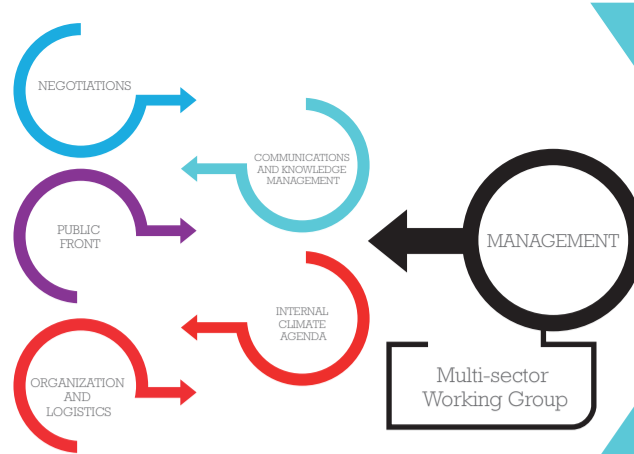 NEGOTIATIONS
COMMUNICATIONS
AND KNOWLEDGE
MANAGEMENT
PUBLIC
FRONT
MANAGEMENT
INTERNAL
CLIMATE
AGENDA
ORGANIZATION
AND
LOGISTICS
Multi-sector
Working Group